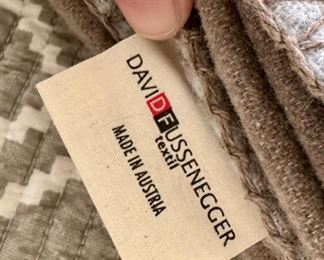 DAVID FUSSENEGGER
textil
MADE IN AUSTRIA